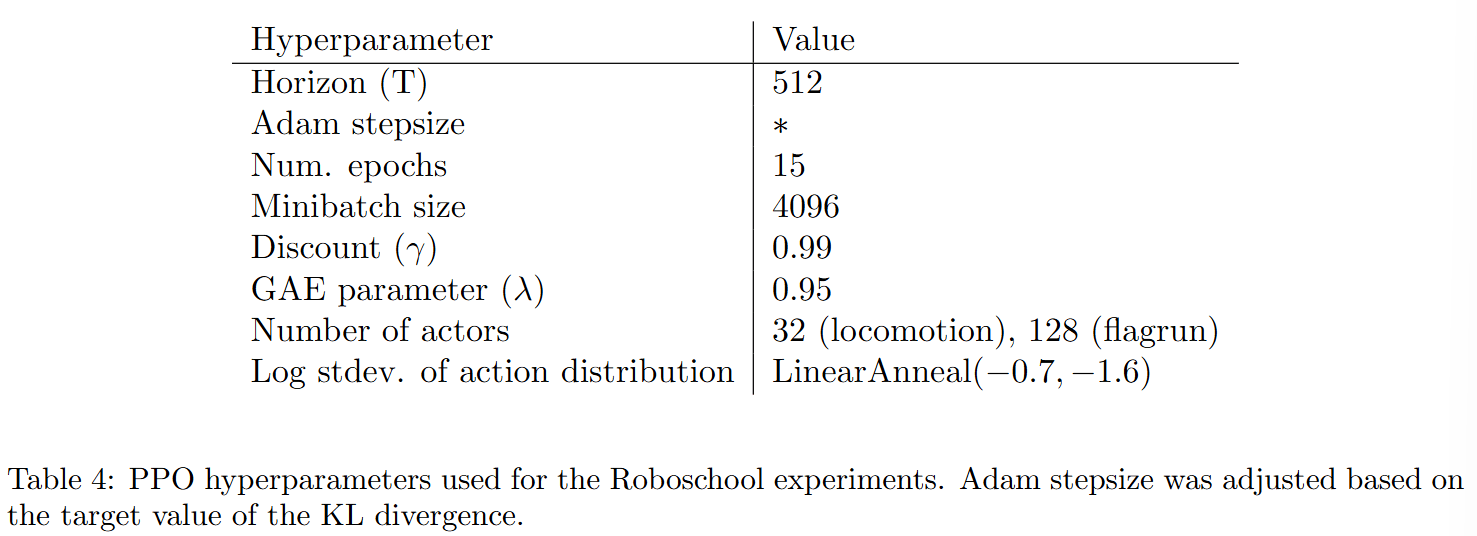 Hyperparameter Value
Horizon (T) 512
Adam stepsize *
Num. epochs 15
Minibatch size 4096
Discount (γ) 0.99
GAE parameter (λ) 0.95
Number of actors 32 (locomotion), 128 (flagrun)
Log stdev. of action distribution LinearAnneal(−0.7, −1.6)
Table 4: PPO hyperparameters used for the Roboschool experiments. Adam stepsize was adjusted based on
the target value of the KL divergence.